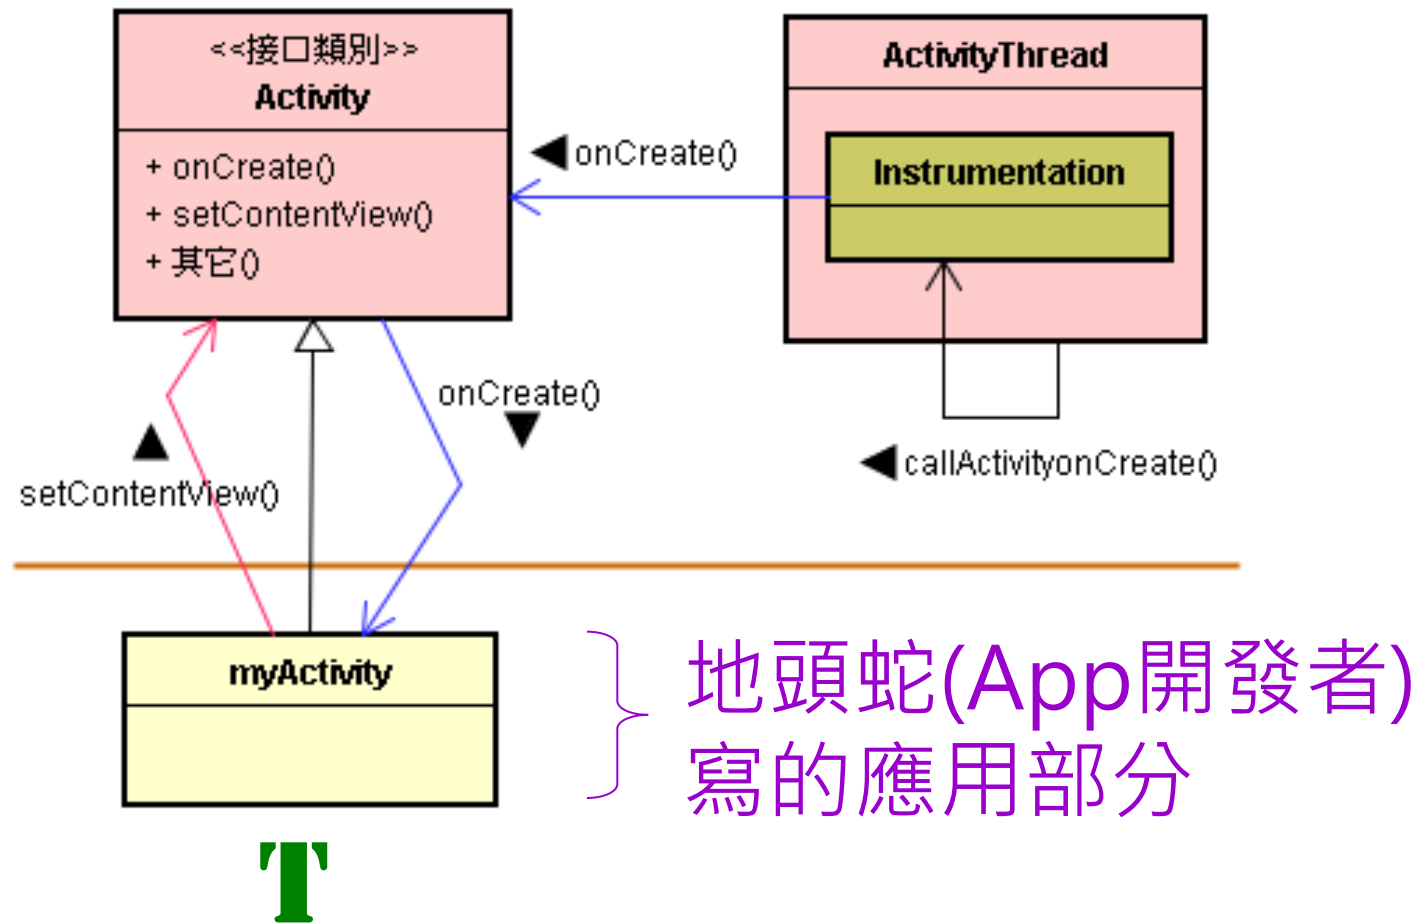 <<接口類別>>
Activity
+ onCreate()
+ setContentView()
+ 其它()
ActivityThread
Instrumentation
onCreate()
onCreate()
setContentView()
callActivityonCreate()
myActivity
地頭蛇(App開發者)
寫的應用部分
T